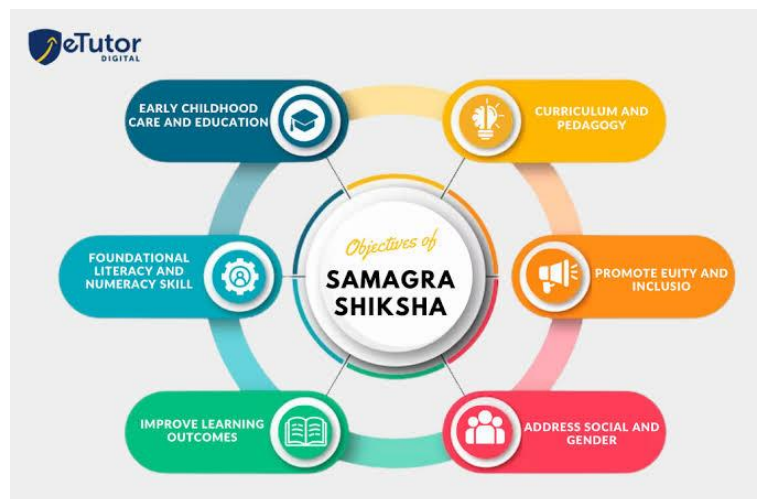 eTutor
DIGITAL
EARLY CHILDHOOD
CARE AND EDUCATION
CURRICULUM AND
PEDAGOGY
FOUNDATIONAL
LITERACY AND
NUMERACY SKILL
Objectives of
SAMAGRA
SHIKSHA
PROMOTE EUITY AND
INCLUSIO
IMPROVE LEARNING
OUTCOMES
ADDRESS SOCIAL AND
GENDER